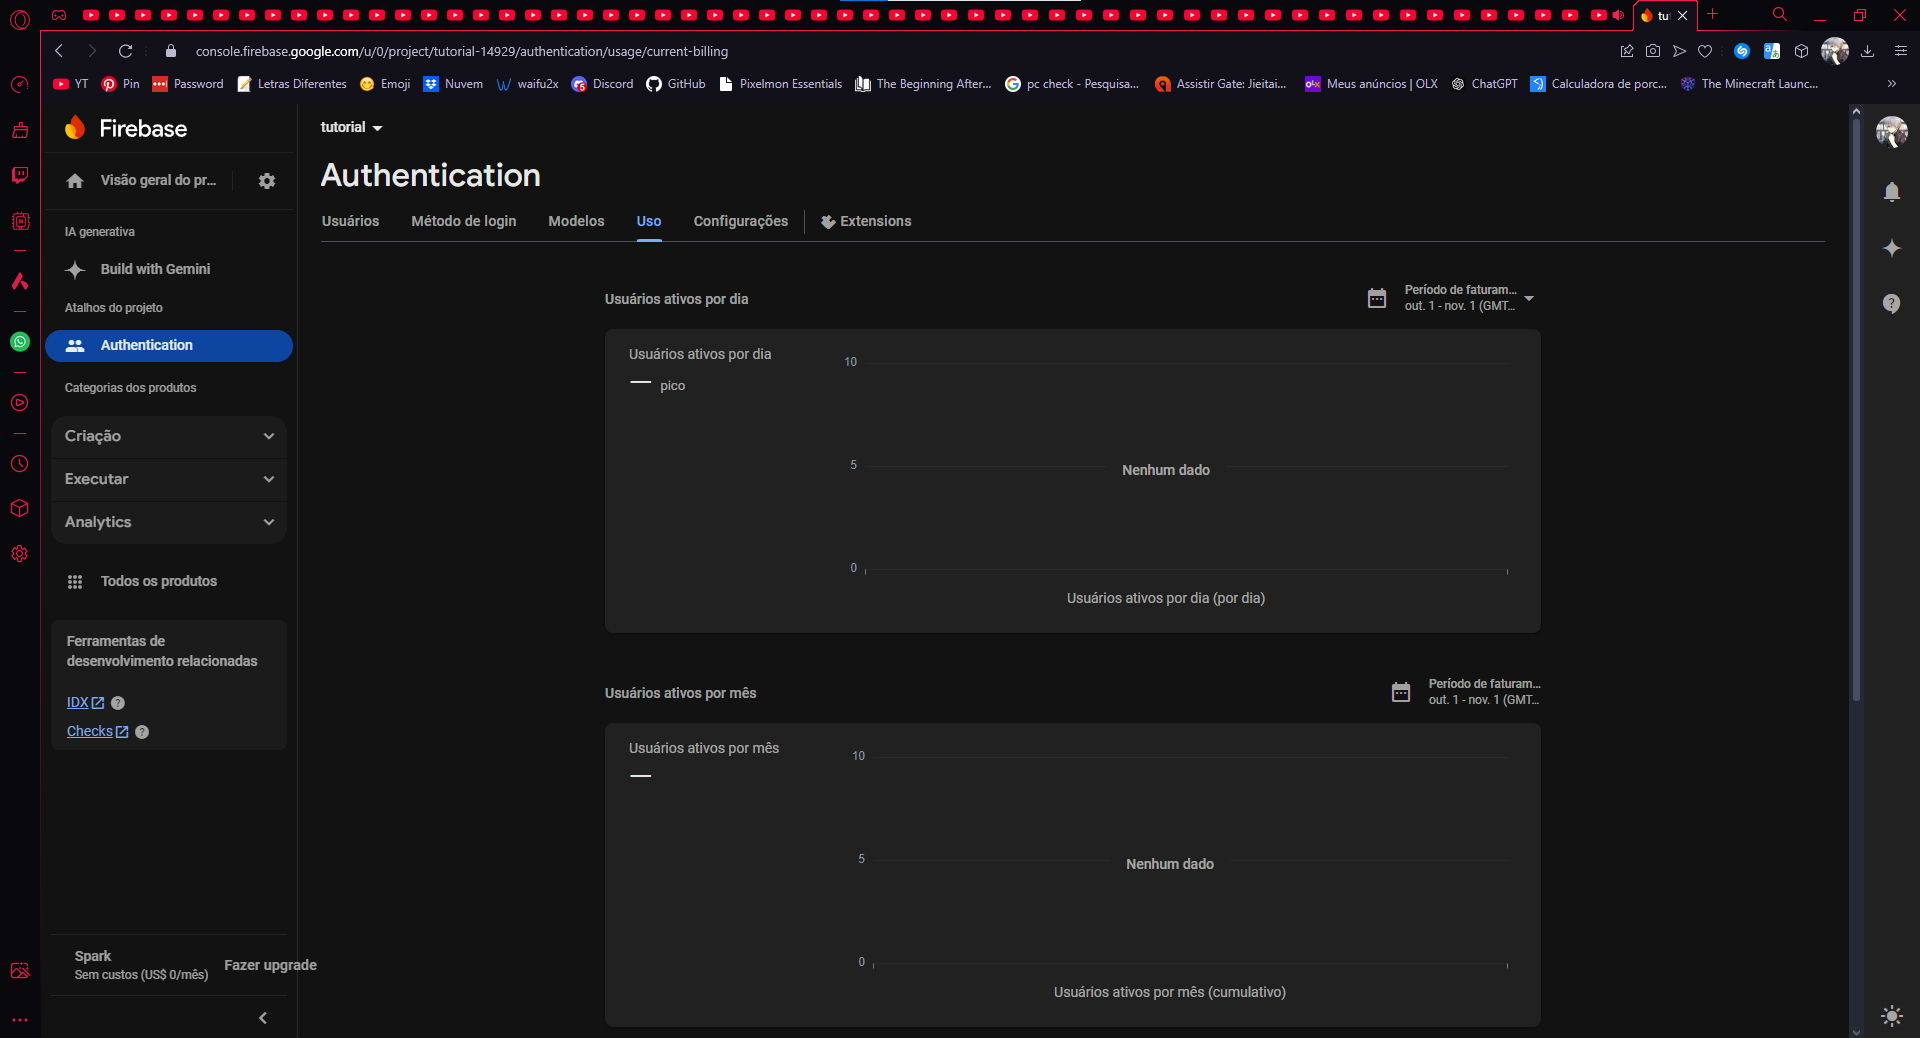 tu
console.firebase.google.com/u/0/project/tutorial-14929/authentication/usage/current-billing
YT
Pin
Password
Letras Diferentes
Emoji
Nuvem
waifu2x
Discord
GitHub
Pixelmon Essentials
The Beginning After...
pc check - Pesquisa...
Assistir Gate: Jieitai...
Meus anúncios | OLX
ChatGPT
Calculadora de porc...
The Minecraft Launc...
»
Firebase
Visão geral do pr...
IA generativa
Build with Gemini
Atalhos do projeto
Authentication
Categorias dos produtos
Criação
Executar
Analytics
Todos os produtos
Ferramentas de
desenvolvimento relacionadas
IDX
Checks
Spark
Sem custos (US$ 0/mês)
Fazer upgrade
tutorial
Authentication
Usuários
Método de login
Modelos
Uso
Configurações
Extensions
Usuários ativos por dia
Período de faturam...
out. 1 - nov. 1 (GMT...
Usuários ativos por dia
pico
10
5
0
Nenhum dado
Usuários ativos por dia (por dia)
Usuários ativos por mês
Período de faturam...
out. 1 - nov. 1 (GMT...
Usuários ativos por mês
10
5
0
Nenhum dado
Usuários ativos por mês (cumulativo)